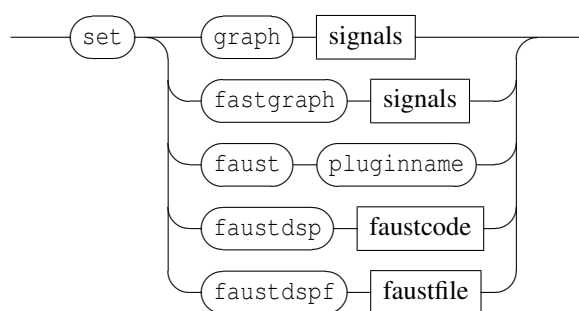 set graph signals
fastgraph signals
faust pluginname
faustdsp faustcode
faustdspf faustfile